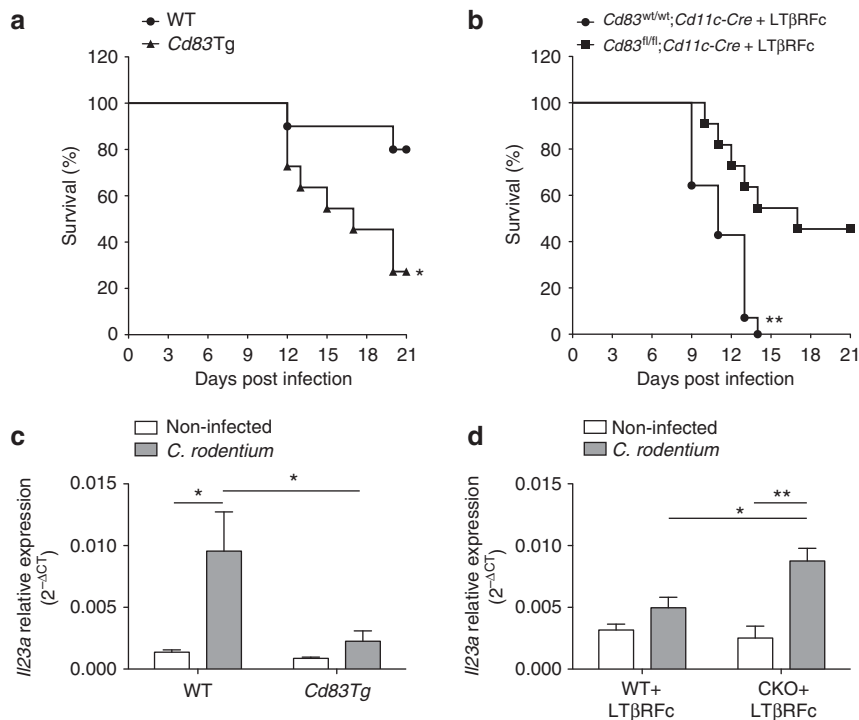 a
WT
Cd83Tg
100
80
60
40
20
0
Survival (%)
*
0 3 6 9 12 15 18 21
Days post infection
b
Cd83wt/wt;Cd11c-Cre + LTβRFc
Cd83fl/fl;Cd11c-Cre + LTβRFc
100
80
60
40
20
0
Survival (%)
**
0 3 6 9 12 15 18 21
Days post infection
c
Non-infected
C. rodentium
Il23a relative expression
(2−ΔCT)
0.015
0.010
0.005
0.000
*
*
WT Cd83Tg
d
Non-infected
C. rodentium
Il23a relative expression
(2−ΔCT)
0.015
0.010
0.005
0.000
**
*
WT+ CKO+
LTβRFc LTβRFc